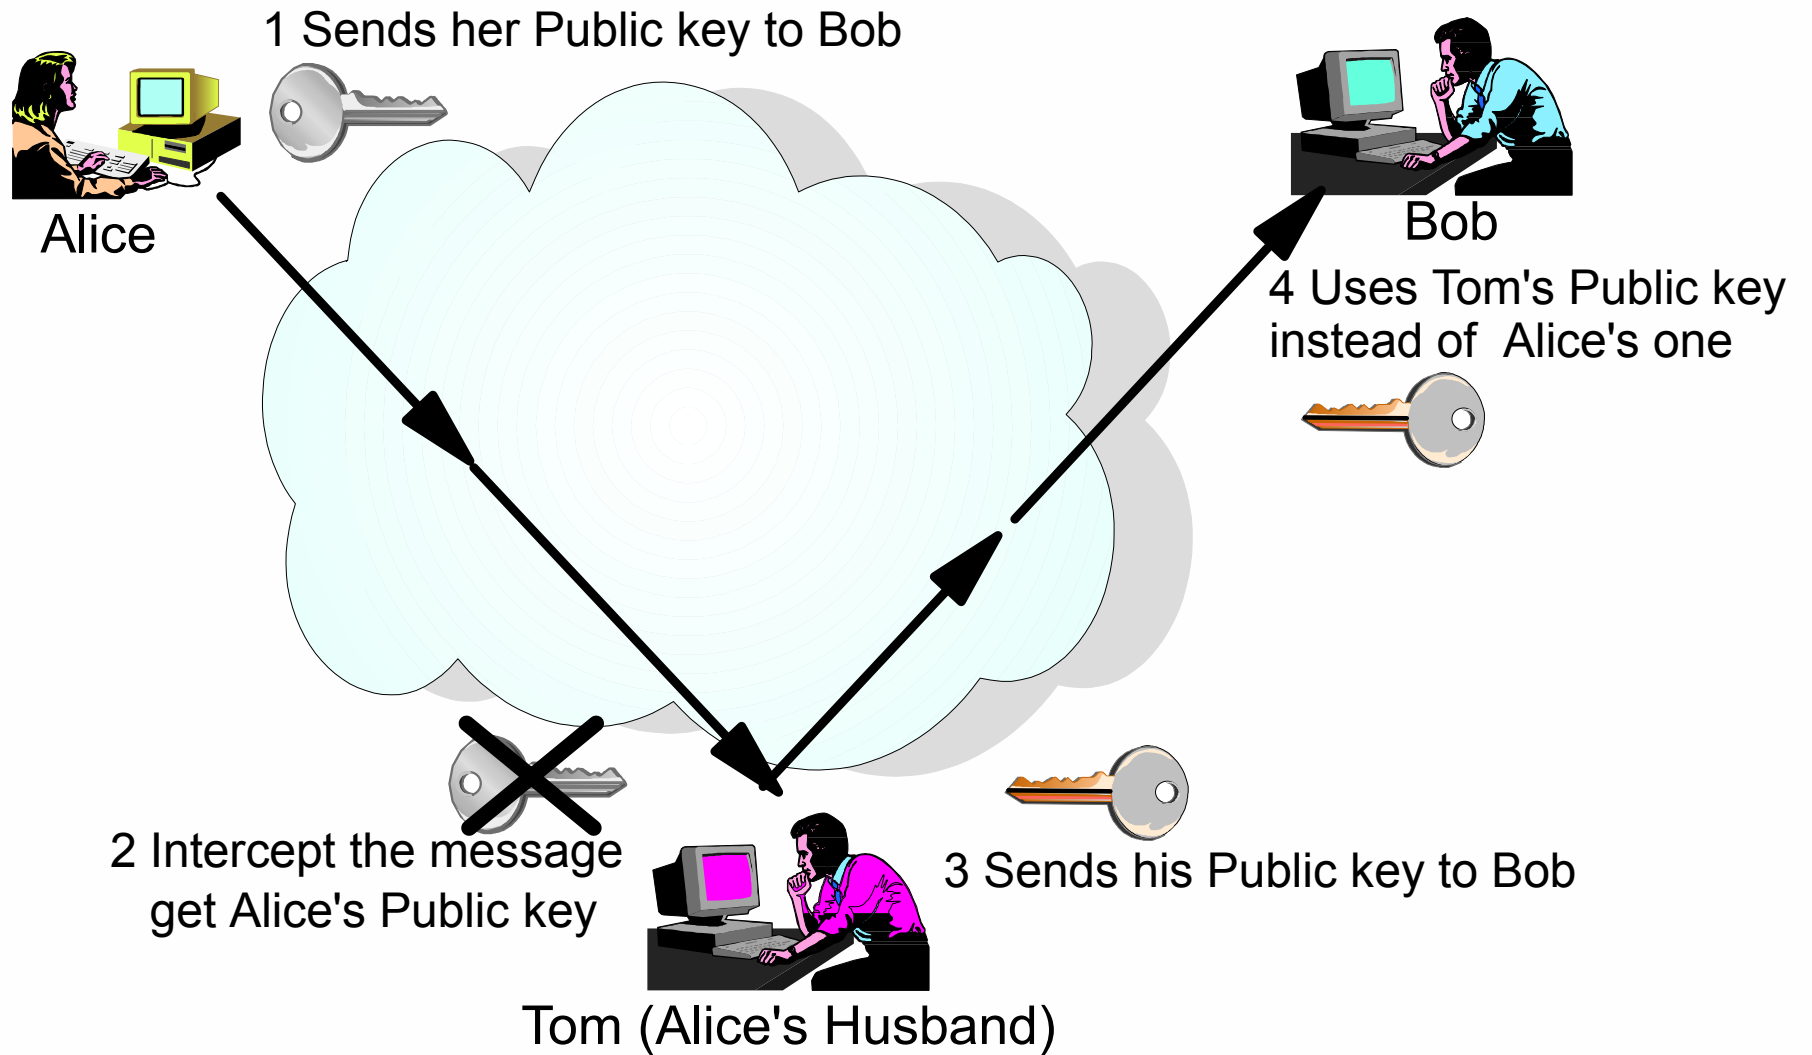 1 Sends her Public key to Bob
Alice
Bob
4 Uses Tom's Public key
instead of Alice's one
2 Intercept the message
get Alice's Public key
3 Sends his Public key to Bob
Tom (Alice's Husband)